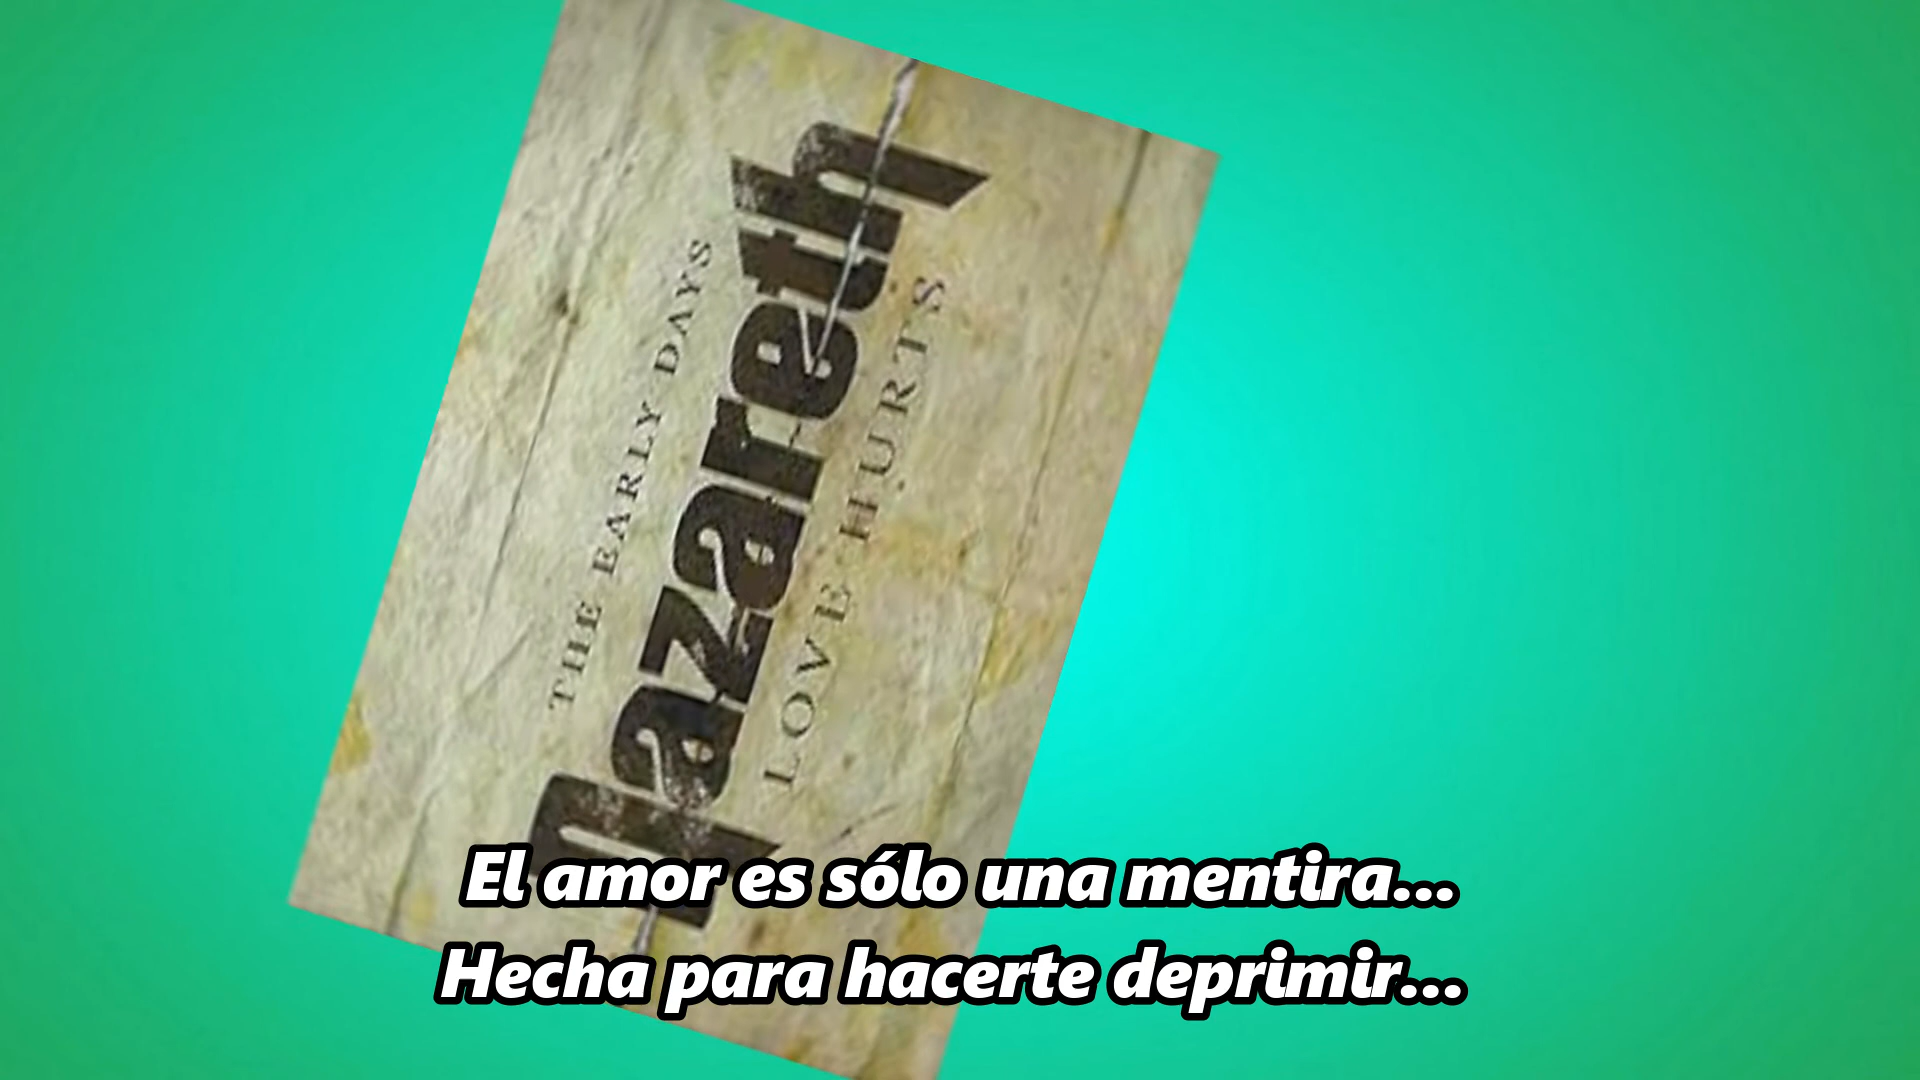 THE EARLY DAYS
Nazareth
LOVE HURTS
El amor es sólo una mentira...
Hecha para hacerte deprimir...